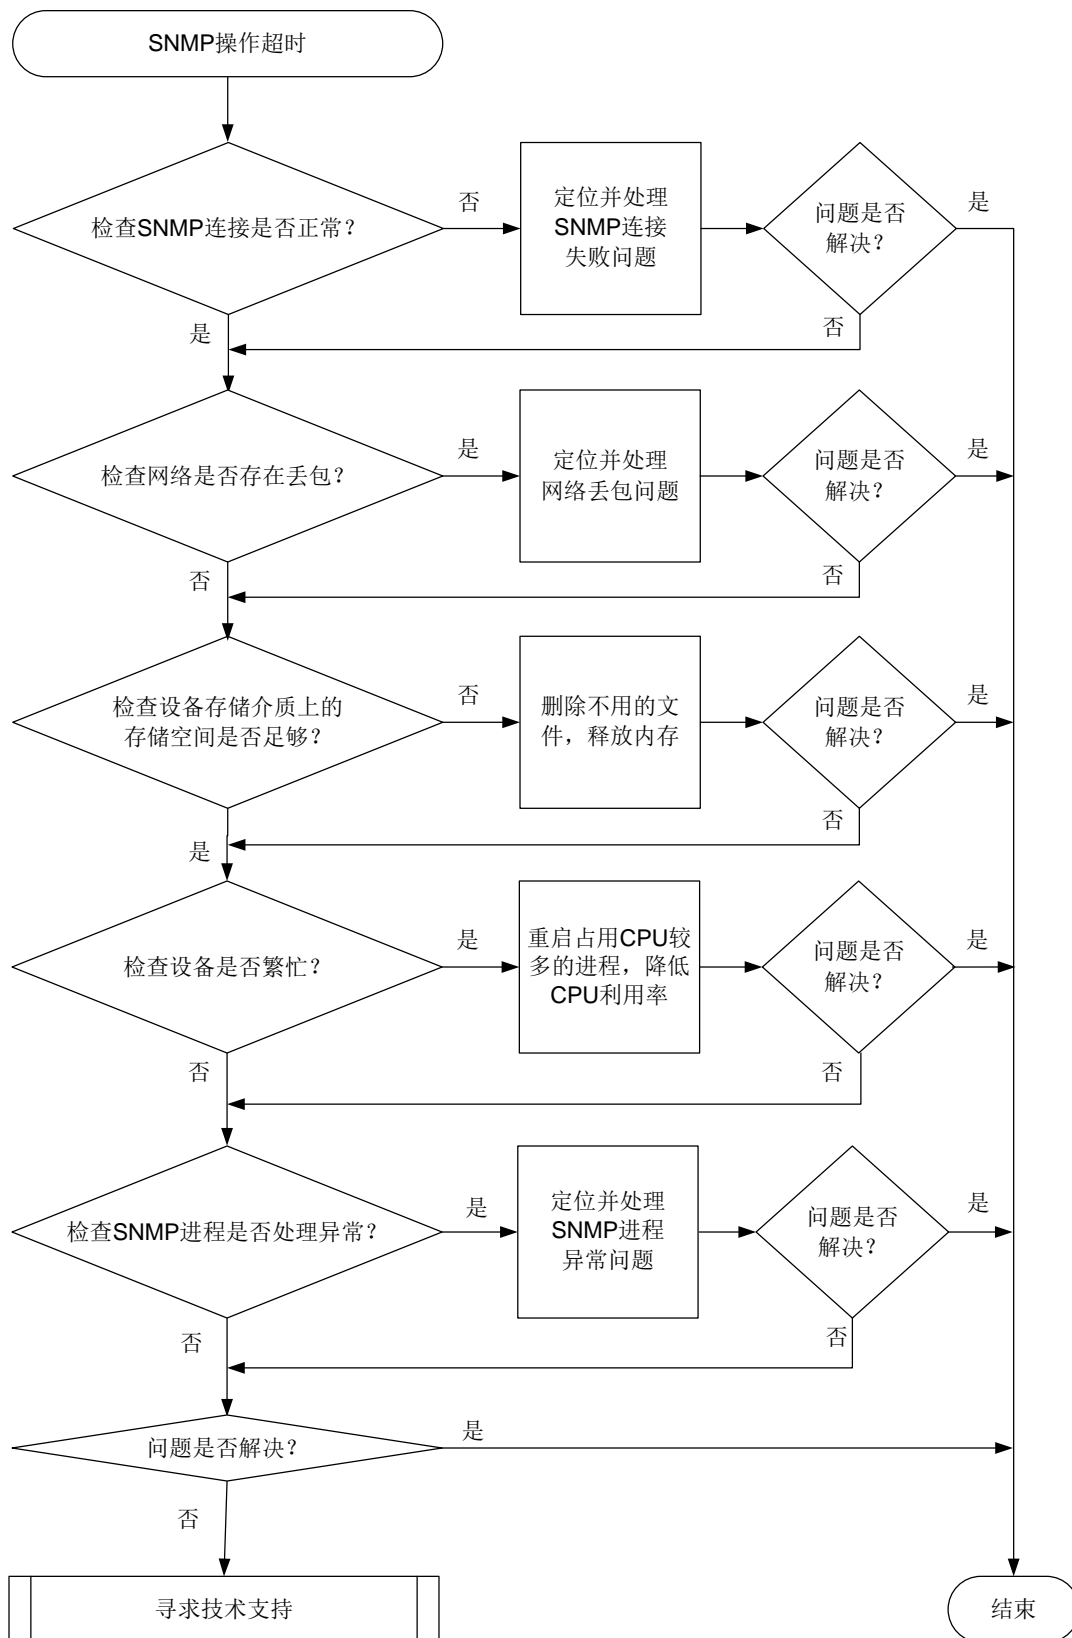 SNMP操作超时
检查SNMP连接是否正常？
否
定位并处理
SNMP连接
失败问题
问题是否
解决？
是
是
否
检查网络是否存在丢包？
是
定位并处理
网络丢包问题
问题是否
解决？
是
否
否
检查设备存储介质上的
存储空间是否足够？
否
删除不用的文
件，释放内存
问题是否
解决？
是
是
否
检查设备是否繁忙？
是
重启占用CPU较
多的进程，降低
CPU利用率
问题是否
解决？
是
否
否
检查SNMP进程是否处理异常？
是
定位并处理
SNMP进程
异常问题
问题是否
解决？
是
否
否
问题是否解决？
是
否
寻求技术支持
结束